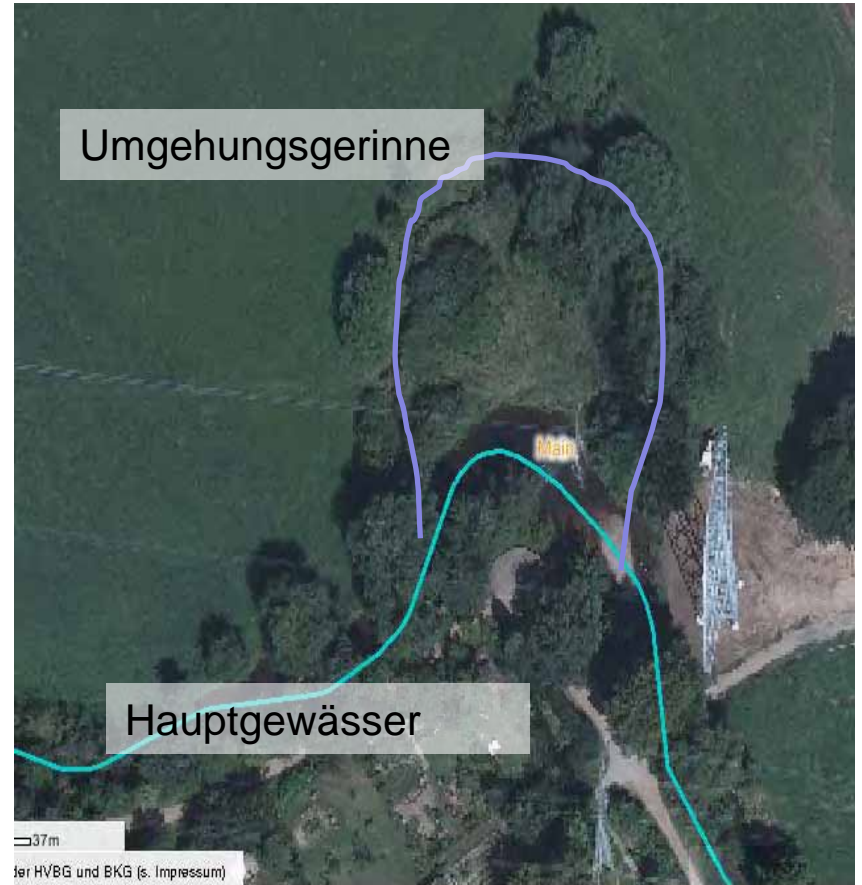 Umgehungsgerinne
Main
Hauptgewässer
37m
der HVBG und BKG (s. Impressum)